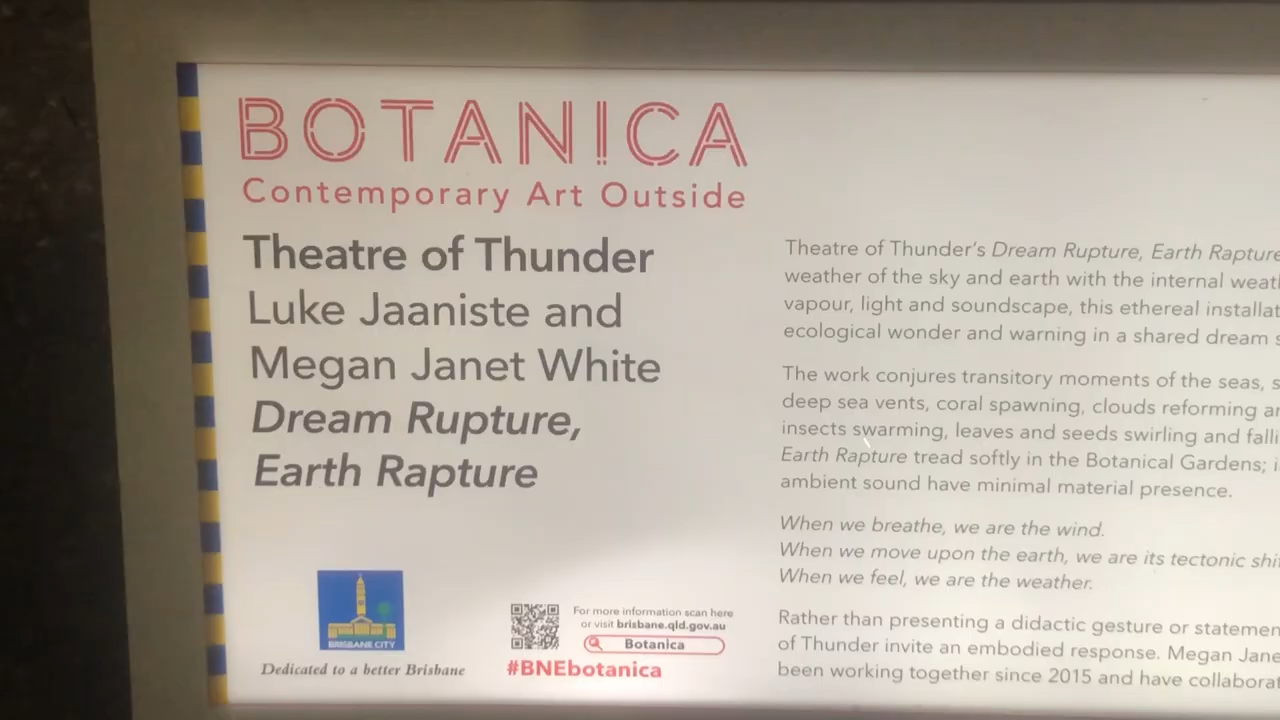 BOTANICA
Contemporary Art Outside
Theatre of Thunder
Luke Jaaniste and
Megan Janet White
Dream Rupture,
Earth Rapture
BRISBANE CITY
Dedicated to a better Brisbane
For more information scan here
or visit brisbane.qld.gov.au
Botanica
#BNEbotanica
Theatre of Thunder's Dream Rupture, Earth Rapture
weather of the sky and earth with the internal
vapour, light and soundscape, this ethereal
ecological wonder and warning in a shared dream
The work conjures transitory moments of the seas,
deep sea vents, coral spawning, clouds reforming
insects swarming, leaves and seeds swirling and
Earth Rapture tread softly in the Botanical Gardens;
ambient sound have minimal material presence.
When we breathe, we are the wind.
When we move upon the earth, we are its tectonic
When we feel, we are the weather.
Rather than presenting a didactic gesture or
of Thunder invite an embodied response. Megan
been working together since 2015 and have